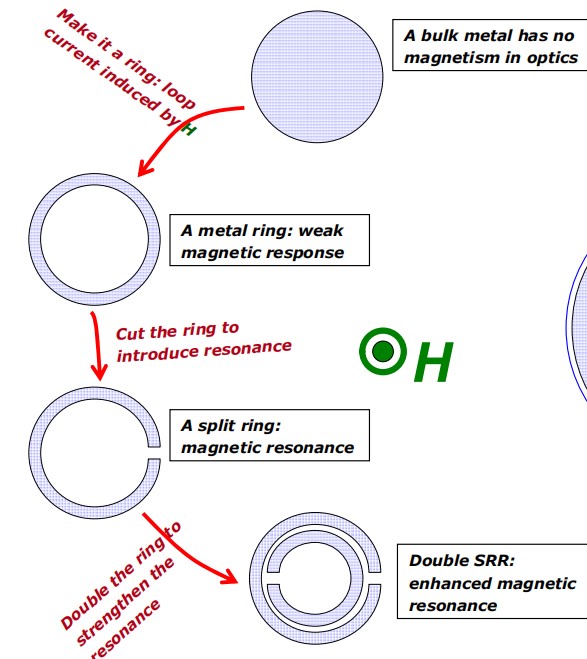 A bulk metal has no
magnetism in optics
Make it a ring: loop
current induced by H
A metal ring: weak
magnetic response
Cut the ring to
introduce resonance
H
A split ring:
magnetic resonance
Double the ring to
strengthen the
resonance
Double SRR:
enhanced magnetic
resonance